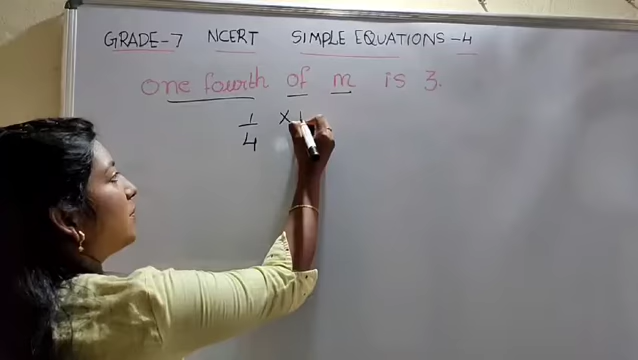 GRADE-7 NCERT SIMPLE EQUATIONS -4
One fourth of m is 3.
1/4 ×